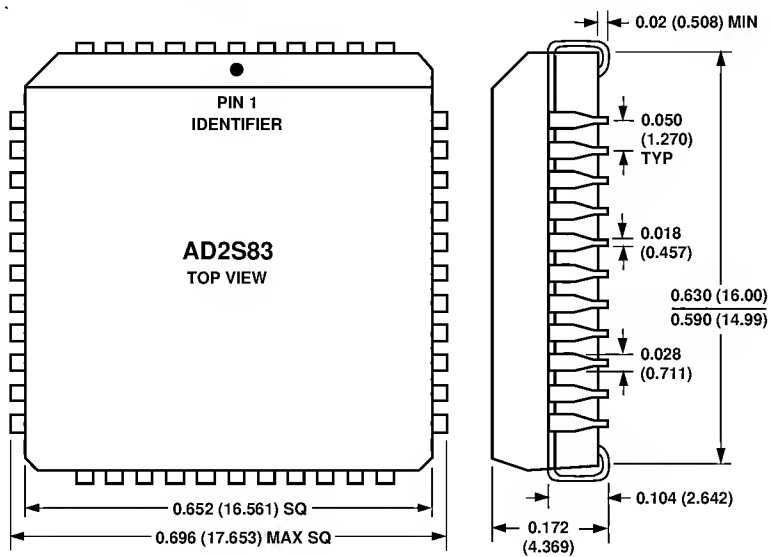 0.02 (0.508) MIN
PIN 1
IDENTIFIER
0.050
(1.270)
TYP
AD2S83
TOP VIEW
0.018
(0.457)
0.630 (16.00)
0.590 (14.99)
0.028
(0.711)
0.652 (16.561) SQ
0.104 (2.642)
0.696 (17.653) MAX SQ
0.172
(4.369)